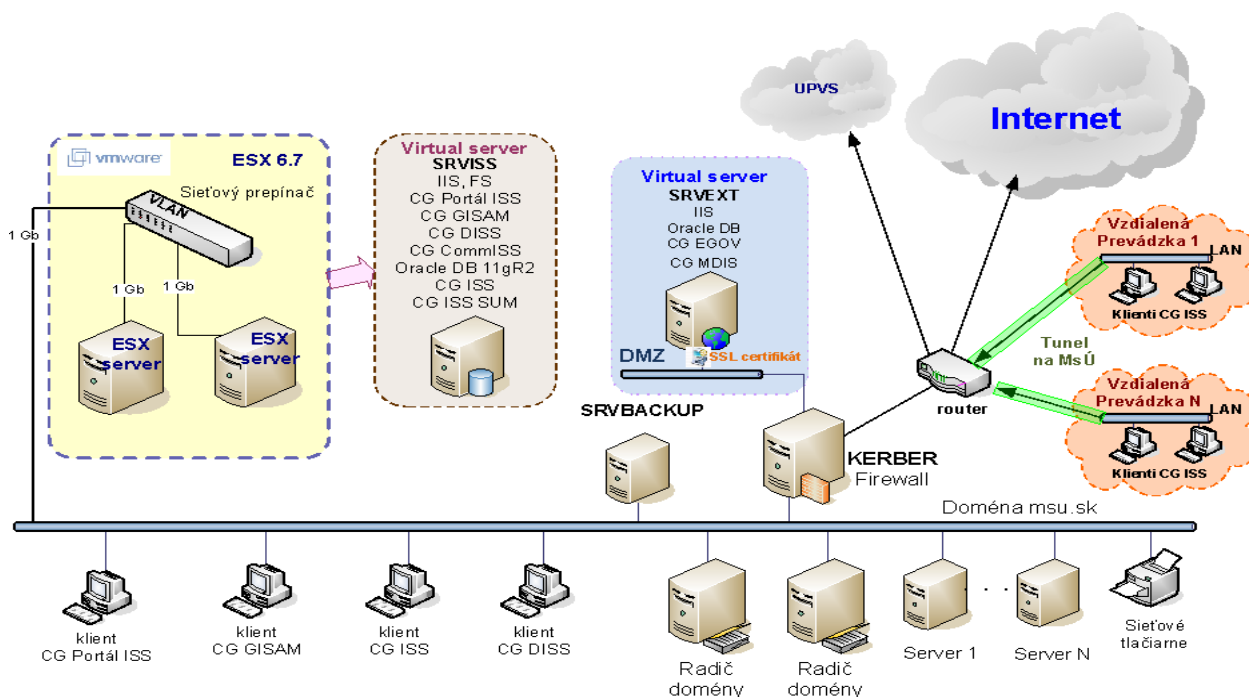 UPVS
Internet
vmware
ESX 6.7
Sieťový prepínač
VLAN
1 Gb
1 Gb
1 Gb
ESX
server
ESX
server
Virtual server
SRVISS
IIS, FS
CG Portál ISS
CG GISAM
CG DISS
CG CommISS
Oracle DB 11gR2
CG ISS
CG ISS SUM
Virtual server
SRVEXT
IIS
Oracle DB
CG EGOV
CG MDIS
DMZ
SSL certifikát
SRVBACKUP
KERBER
Firewall
router
Tunel
na MsÚ
Vzdialená
Prevádzka 1
LAN
Klienti CG ISS
Vzdialená
Prevádzka N
LAN
Klienti CG ISS
Doména msu.sk
klient
CG Portál ISS
klient
CG GISAM
klient
CG ISS
klient
CG DISS
Radič
domény
Radič
domény
Server 1
. .
Server N
Sieťové
tlačiarne